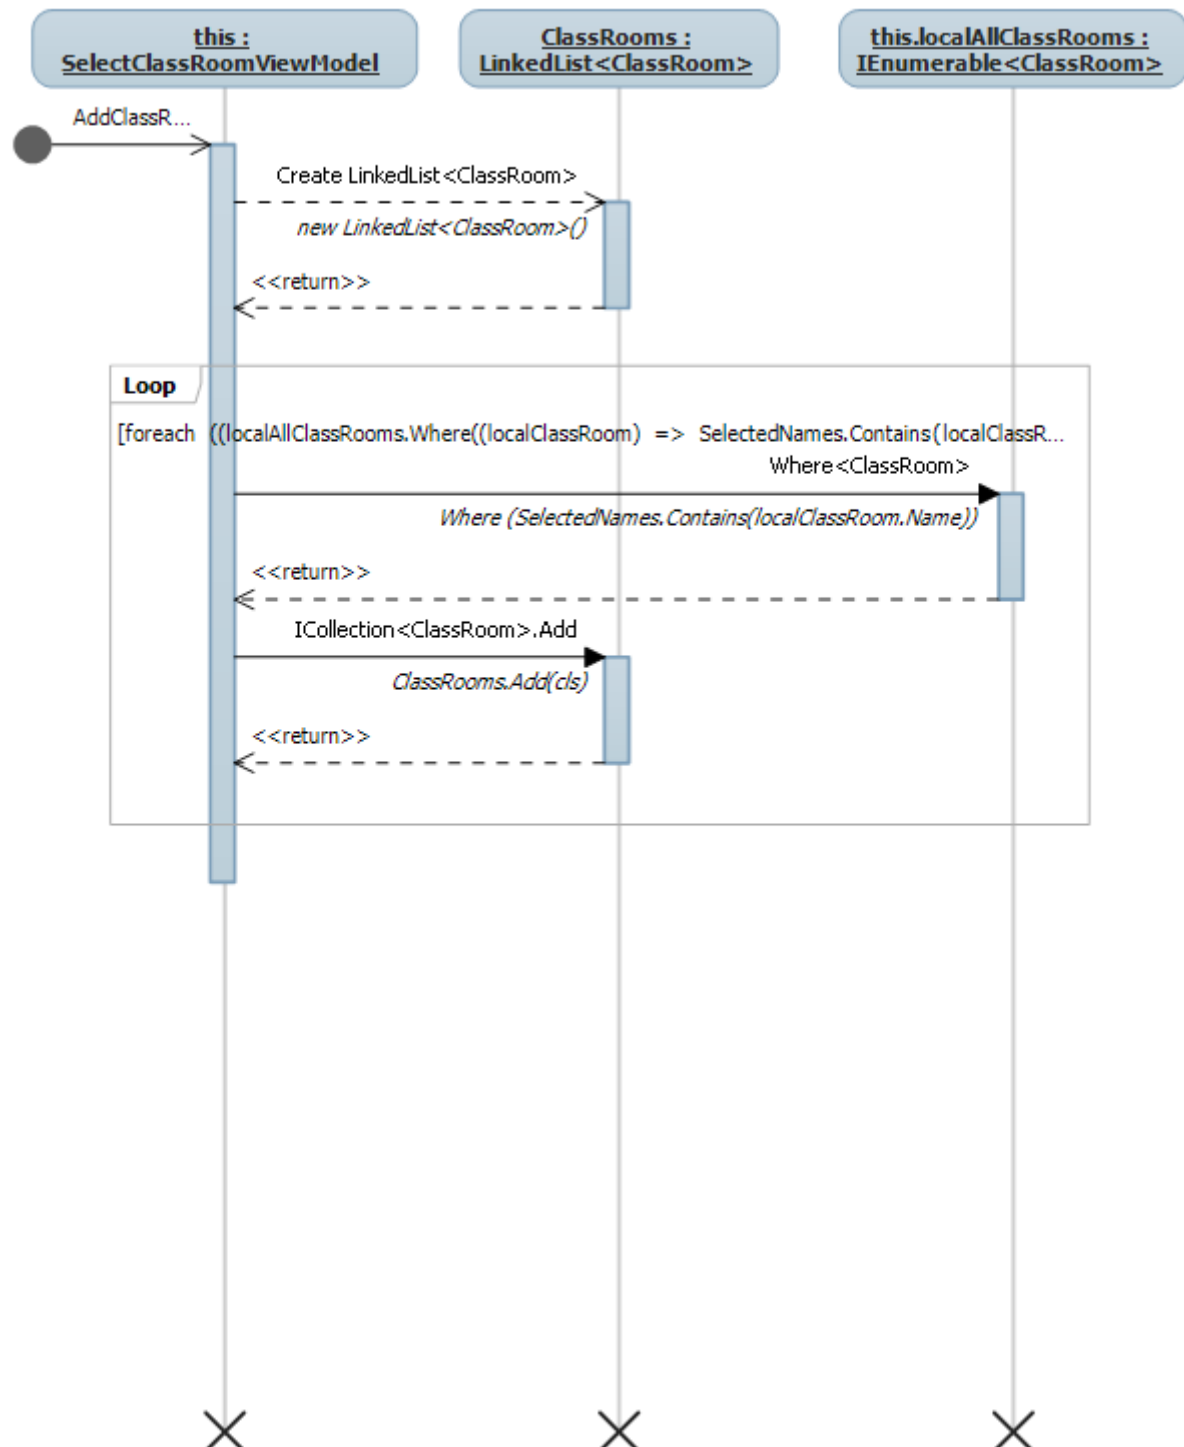 this :
SelectClassRoomViewModel
ClassRooms :
LinkedList<ClassRoom>
this.localAllClassRooms :
IEnumerable<ClassRoom>
AddClassR...
Create LinkedList<ClassRoom>
new LinkedList<ClassRoom>()
<<return>>
Loop
[foreach ((localAllClassRooms.Where((localClassRoom) => SelectedNames.Contains(localClassR...
Where<ClassRoom>
Where (SelectedNames.Contains(localClassRoom.Name))
<<return>>
ICollection<ClassRoom>.Add
ClassRooms.Add(cls)
<<return>>